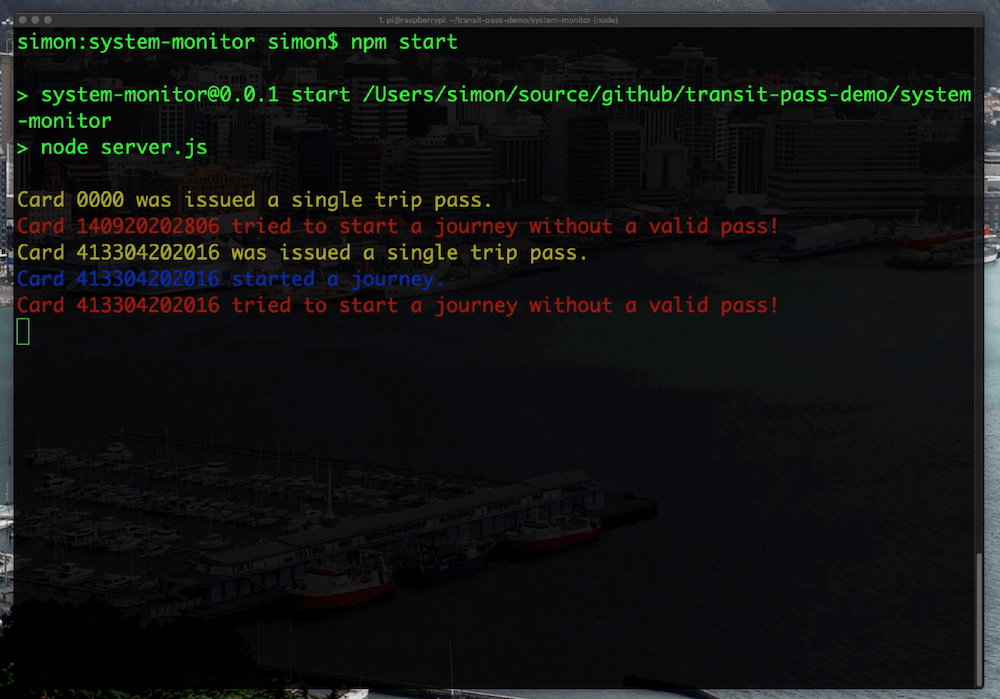 1. pi@raspberrypi: ~/transit-pass-demo/system-monitor (node)
simon:system-monitor simon$ npm start
> system-monitor@0.0.1 start /Users/simon/source/github/transit-pass-demo/system
-monitor
> node server.js
Card 0000 was issued a single trip pass.
Card 140920202806 tried to start a journey without a valid pass!
Card 413304202016 was issued a single trip pass.
Card 413304202016 started a journey.
Card 413304202016 tried to start a journey without a valid pass!